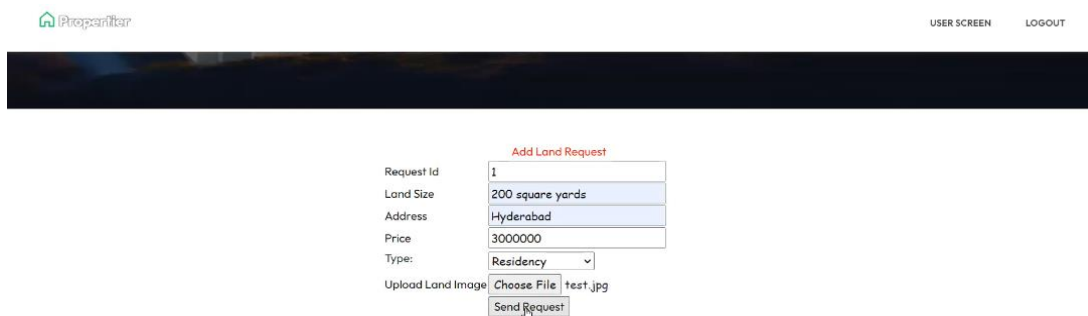 Propertier
USER SCREEN LOGOUT
Add Land Request
Request Id 1
Land Size 200 square yards
Address Hyderabad
Price 3000000
Type: Residency
Upload Land Image Choose File test.jpg
Send Request